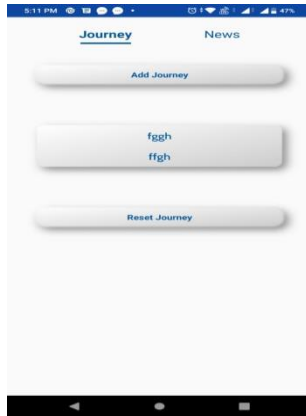 5:11 PM 47%
Journey News
Add Journey
fggh
ffgh
Reset Journey